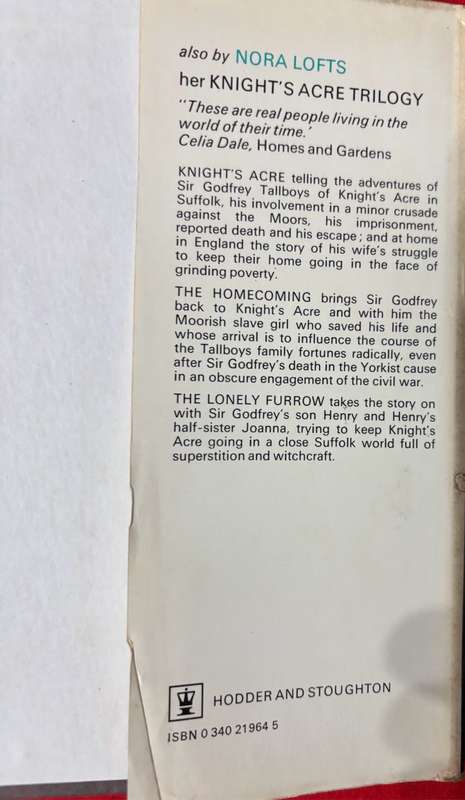 also by NORA LOFTS
her KNIGHT'S ACRE TRILOGY
"These are real people living in the
world of their time.'
Celia Dale, Homes and Gardens
KNIGHT'S ACRE telling the adventures of
Sir Godfrey Tallboys of Knight's Acre in
Suffolk, his involvement in a minor crusade
against the Moors, his imprisonment,
reported death and his escape; and at home
in England the story of his wife's struggle
to keep their home going in the face of
grinding poverty.
THE HOMECOMING brings Sir Godfrey
back to Knight's Acre and with him the
Moorish slave girl who saved his life and
whose arrival is to influence the course of
the Tallboys family fortunes radically, even
after Sir Godfrey's death in the Yorkist cause
in an obscure engagement of the civil war.
THE LONELY FURROW takes the story on
with Sir Godfrey's son Henry and Henry's
half-sister Joanna, trying to keep Knight's
Acre going in a close Suffolk world full of
superstition and witchcraft.
HODDER AND STOUGHTON
ISBN 0 340 21964 5